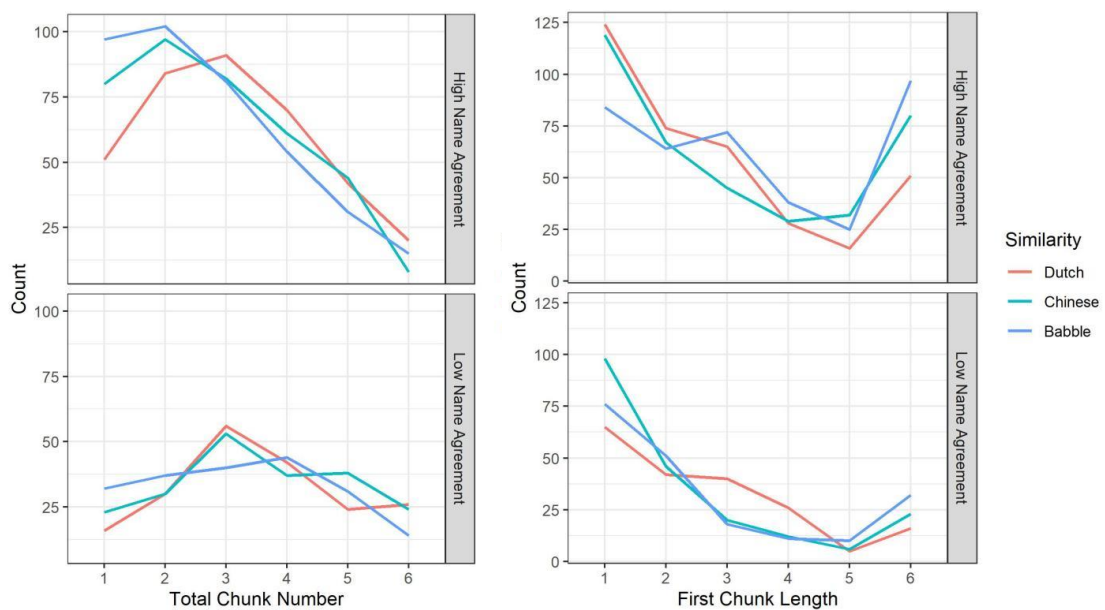 100
75
50
25
High Name Agreement
100
75
50
25
Low Name Agreement
Count
1 2 3 4 5 6
Total Chunk Number
125
100
75
50
25
0
High Name Agreement
125
100
75
50
25
0
Low Name Agreement
Count
1 2 3 4 5 6
First Chunk Length
Similarity
Dutch
Chinese
Babble